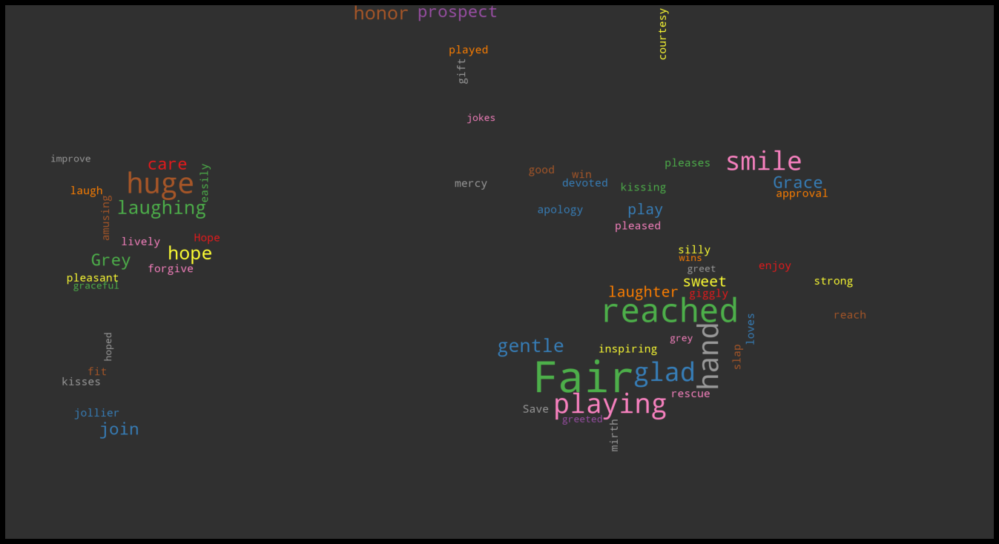 honor
prospect
courtesy
played
gift
jokes
improve
care
huge
easily
laugh
laughing
amusing
mercy
good
win
devoted
pleases
kissing
smile
Grace
approval
apology
play
pleased
lively
Hope
hope
Grey
forgive
pleasant
graceful
silly
wins
greet
enjoy
sweet
strong
laughter
giggly
reached
reach
loves
hand
grey
slap
gentle
inspiring
hoped
fit
kisses
Fair
glad
rescue
playing
Save
greeted
mirth
jollier
join